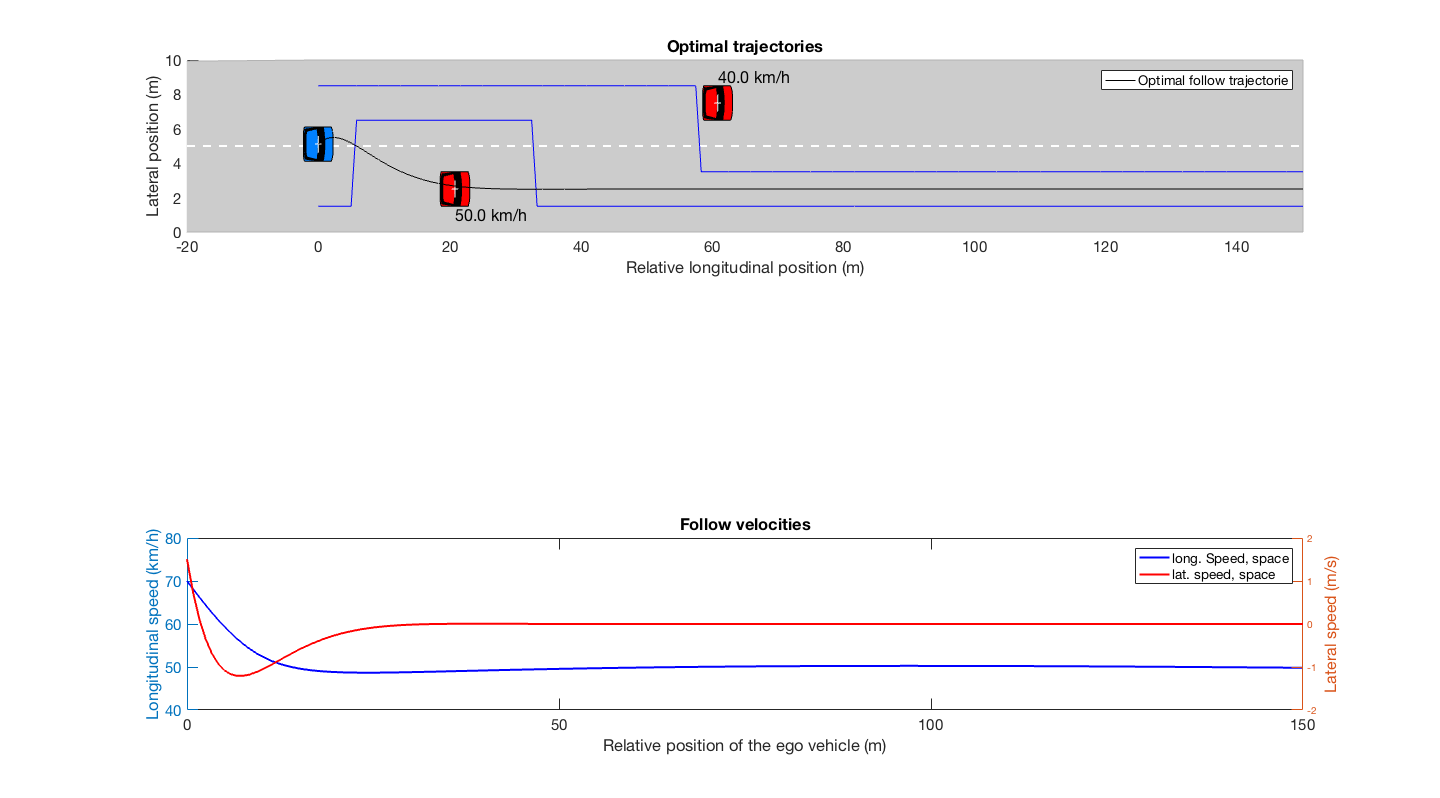 Optimal trajectories
Lateral position (m)
10
8
6
4
2
0
40.0 km/h
50.0 km/h
Optimal follow trajectorie
-20
0
20
40
60
80
100
120
140
Relative longitudinal position (m)
Follow velocities
Longitudinal speed (km/h)
80
70
60
50
40
long. Speed, space
lat. speed, space
2
1
0
-1
-2
Lateral speed (m/s)
0
50
100
150
Relative position of the ego vehicle (m)